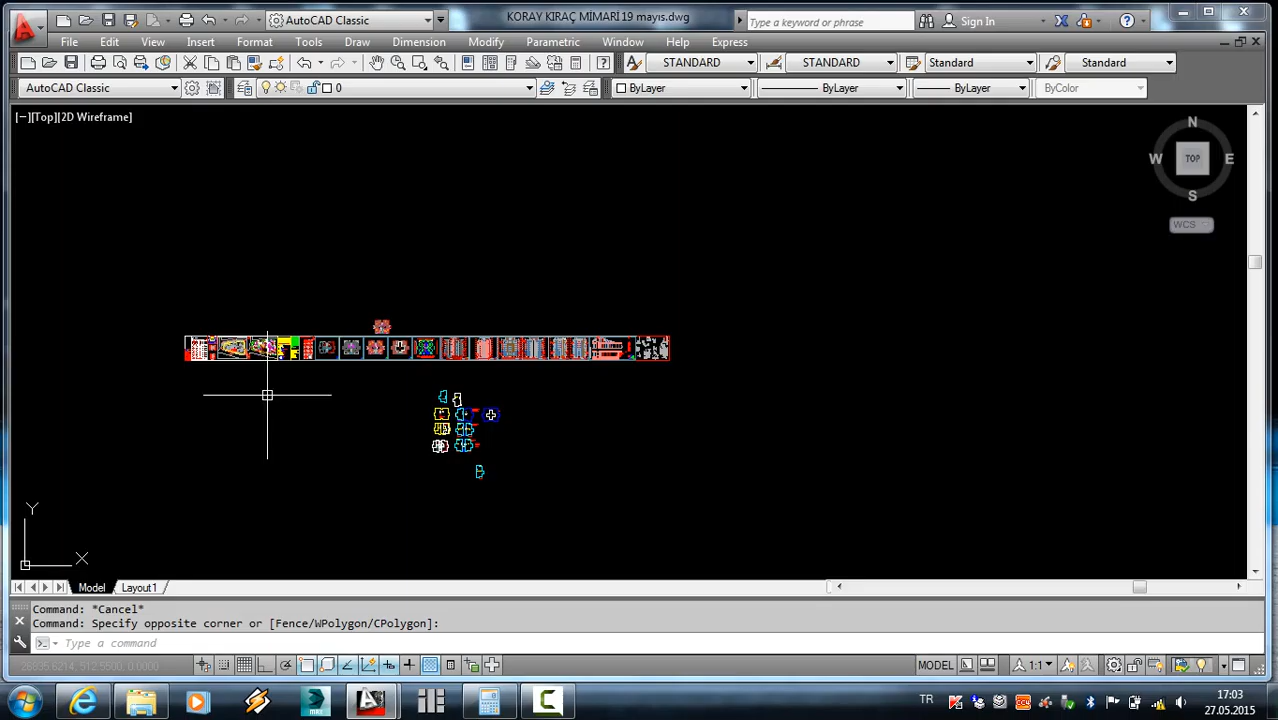 AutoCAD Classic
KORAY KIRAÇ MİMARİ 19 mayıs.dwg
Type a keyword or phrase
Sign In
File Edit View Insert Format Tools Draw Dimension Modify Parametric Window Help Express
STANDARD STANDARD Standard Standard
AutoCAD Classic 0 ByLayer ByLayer ByLayer ByColor
[−][Top][2D Wireframe]
N
W TOP E
S
WCS
Y
X
Model Layout1
Command: *Cancel*
Command: Specify opposite corner or [Fence/WPolygon/CPolygon]:
Type a command
MODEL 1:1
TR 17:03
27.05.2015